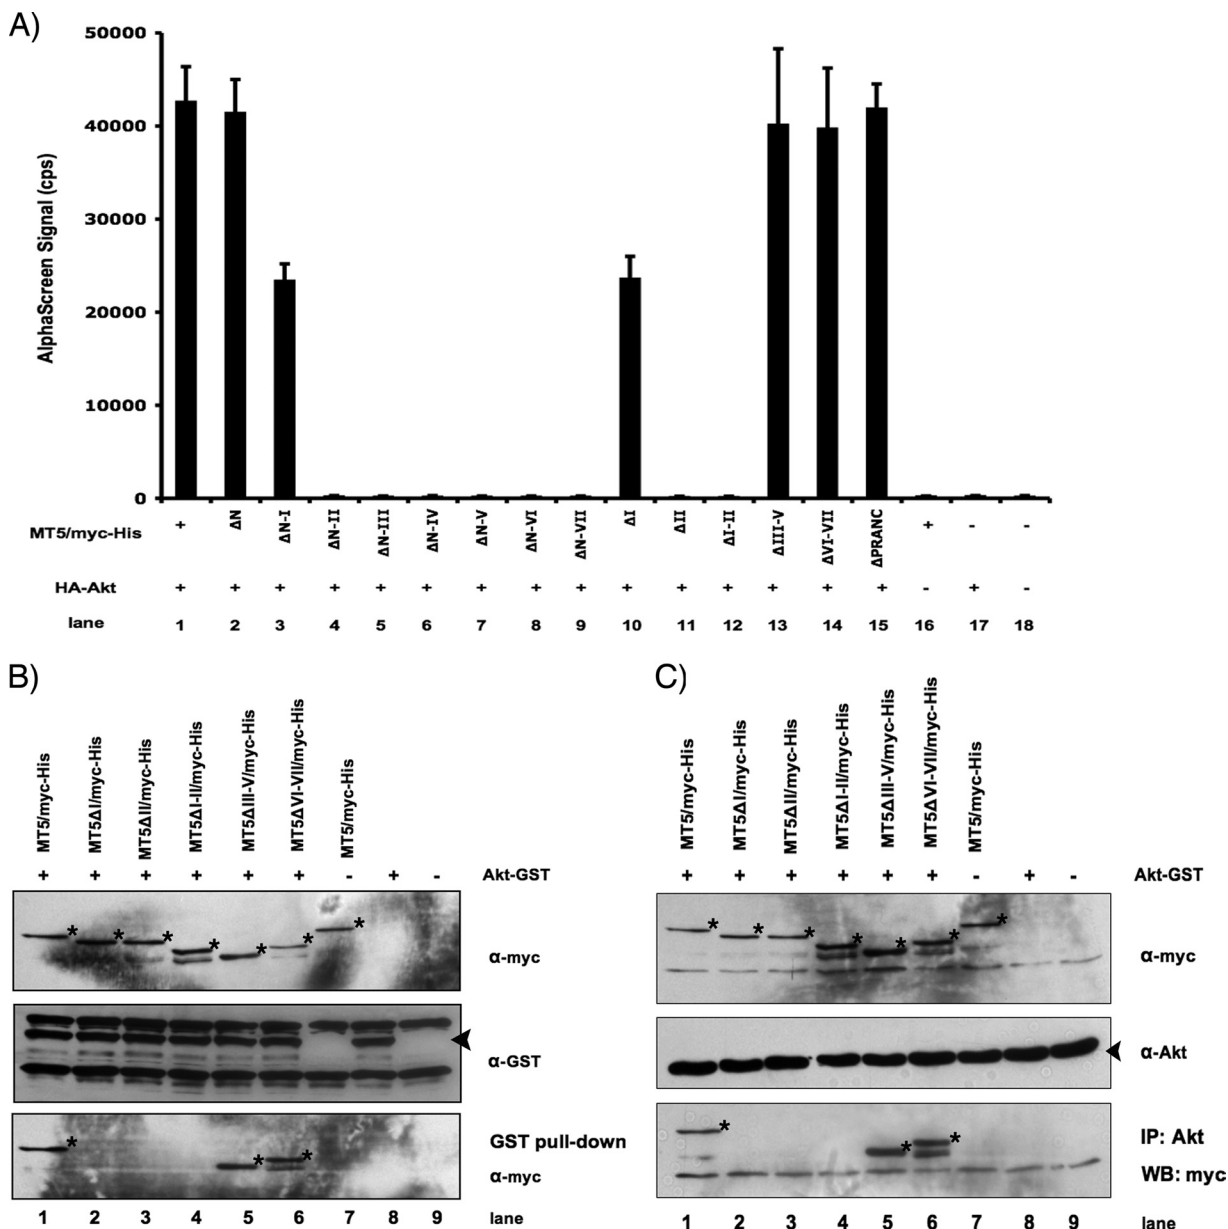 A)
50000
40000
30000
20000
10000
0
AlphaScreen Signal (cps)
MT5/myc-His + ΔN ΔN-I ΔN-II ΔN-III ΔN-IV ΔN-V ΔN-VI ΔN-VII ΔI ΔII ΔI-II ΔIII-V ΔVI-VII ΔPRANC + - -
HA-Akt + + + + + + + + + + + + + + + - + -
lane 1 2 3 4 5 6 7 8 9 10 11 12 13 14 15 16 17 18
B)
MT5/myc-His
MT5ΔI/myc-His
MT5ΔII/myc-His
MT5ΔI-II/myc-His
MT5ΔIII-V/myc-His
MT5ΔVI-VII/myc-His
MT5/myc-His
+ + + + + + - + - Akt-GST
* * * * * * *
α-myc
α-GST
* * *
GST pull-down
α-myc
1 2 3 4 5 6 7 8 9 lane
C)
MT5/myc-His
MT5ΔI/myc-His
MT5ΔII/myc-His
MT5ΔI-II/myc-His
MT5ΔIII-V/myc-His
MT5ΔVI-VII/myc-His
MT5/myc-His
+ + + + + + - + - Akt-GST
* * * * * * *
α-myc
α-Akt
* * *
IP: Akt
WB: myc
1 2 3 4 5 6 7 8 9 lane